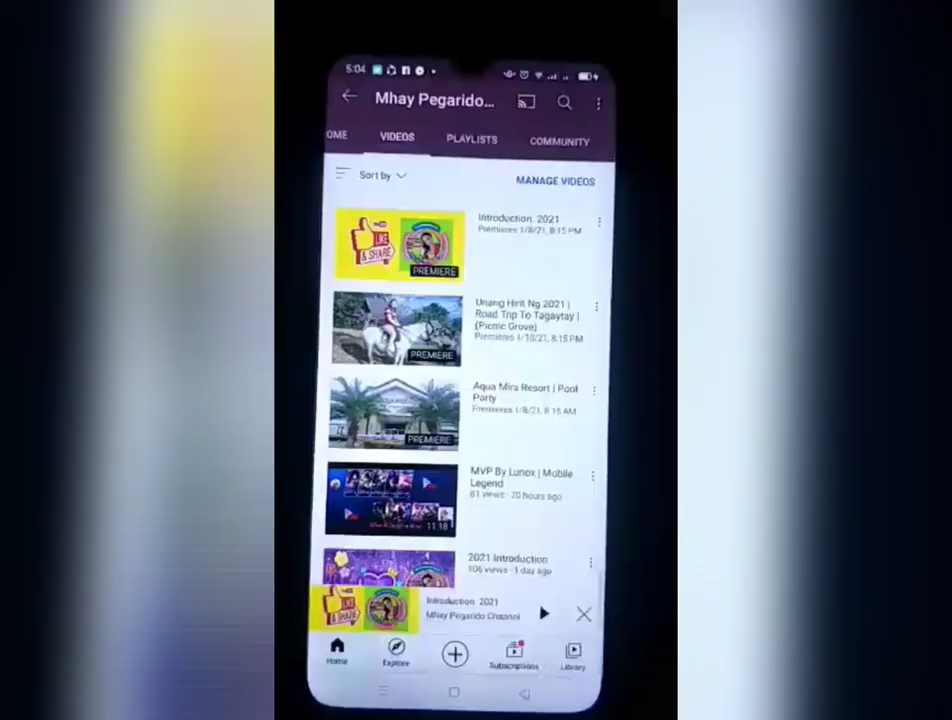 5:04
Mhay Pegarido...
OME VIDEOS PLAYLISTS COMMUNITY
Sort by
MANAGE VIDEOS
LIKE & SHARE
PREMIERE
Introduction 2021
Premieres 1/8/21, 8:15 PM
PREMIERE
Unang Hirit Ng 2021 |
Road Trip To Tagaytay |
(Picnic Grove)
Premieres 1/10/21, 8:15 PM
PREMIERE
Aqua Mira Resort | Pool
Party
Premieres 1/8/21, 8:15 AM
11:18
MVP By Lunox | Mobile
Legend
81 views · 20 hours ago
2021 Introduction
106 views · 1 day ago
LIKE & SHARE
Introduction 2021
Mhay Pegarido Channel
Home
Explore
Subscriptions
Library